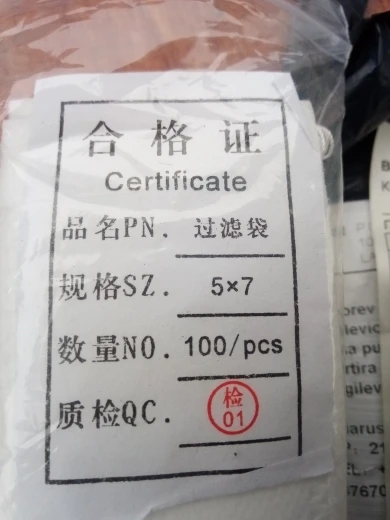 合格证
Certificate
品名PN. 过滤袋
规格SZ. 5×7
数量NO. 100/pcs
质检QC. 检
01